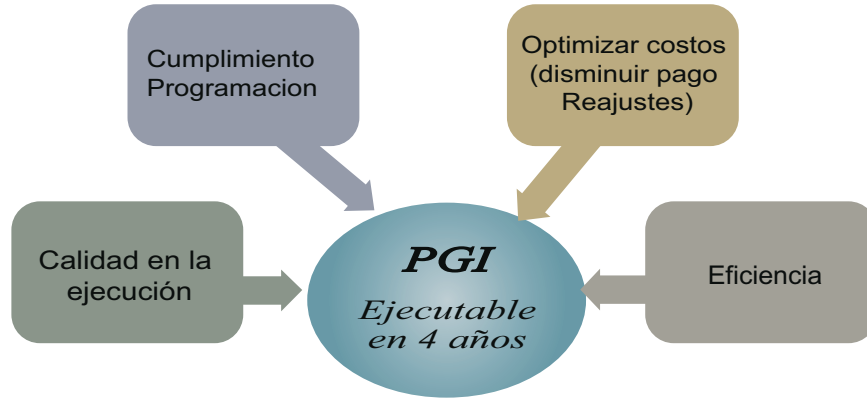 Cumplimiento
Programacion
Optimizar costos
(disminuir pago
Reajustes)
Calidad en la
ejecución
PGI
Ejecutable
en 4 años
Eficiencia